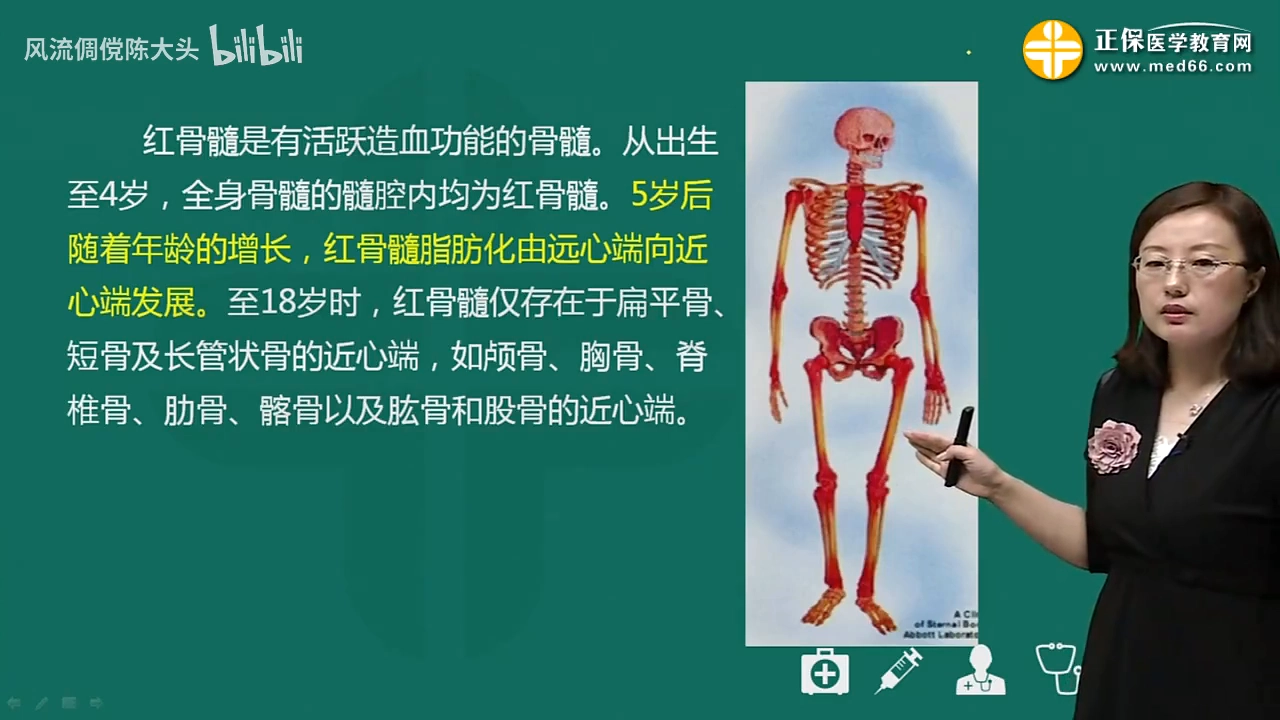 风流倜傥陈大头 bilibili
正保医学教育网
www.med66.com
红骨髓是有活跃造血功能的骨髓。从出生
至4岁，全身骨髓的髓腔内均为红骨髓。5岁后
随着年龄的增长，红骨髓脂肪化由远心端向近
心端发展。至18岁时，红骨髓仅存在于扁平骨、
短骨及长管状骨的近心端，如颅骨、胸骨、脊
椎骨、肋骨、髂骨以及肱骨和股骨的近心端。
of Sternal
Abbott